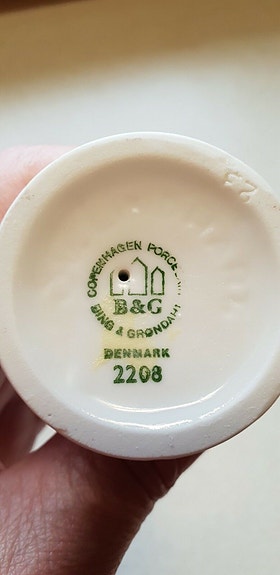 COPENHAGEN PORCELAIN
B&G
BING & GRONDAHL
DENMARK
2208